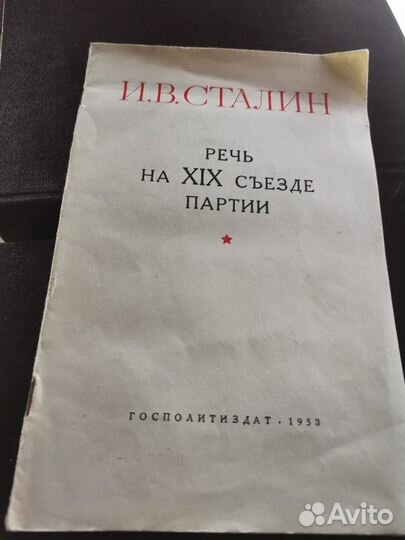 И.В.СТАЛИН
РЕЧЬ
НА XIX СЪЕЗДЕ
ПАРТИИ
ГОСПОЛИТИЗДАТ · 1953
Avito